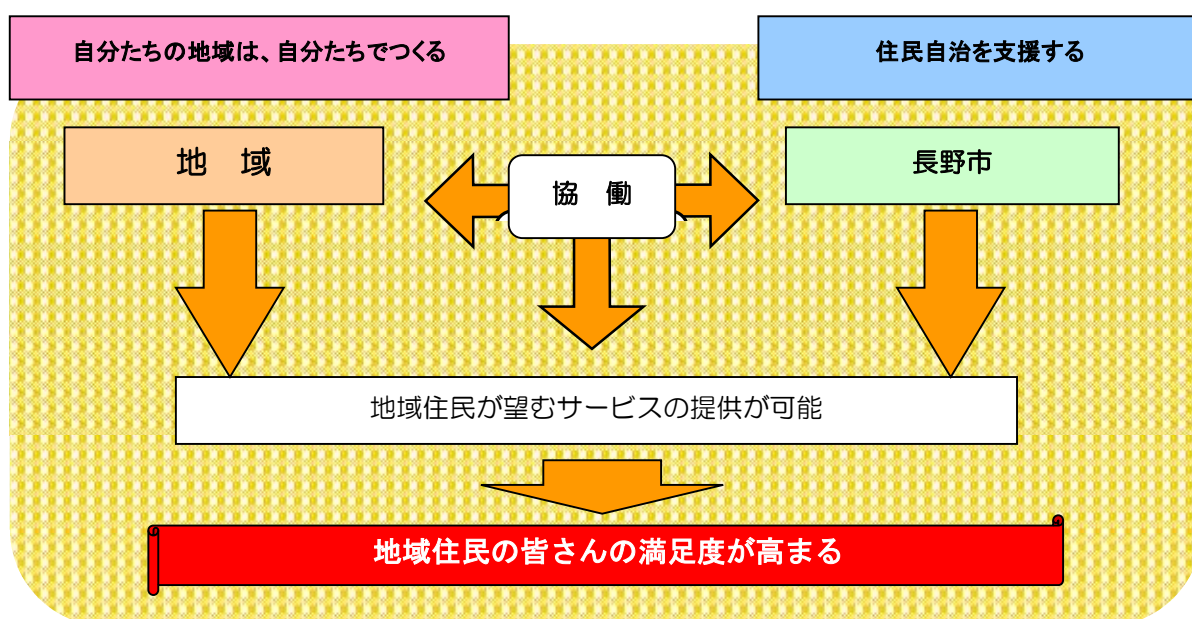 自分たちの地域は、自分たちでつくる
住民自治を支援する
地　域
協　働
長野市
地域住民が望むサービスの提供が可能
地域住民の皆さんの満足度が高まる